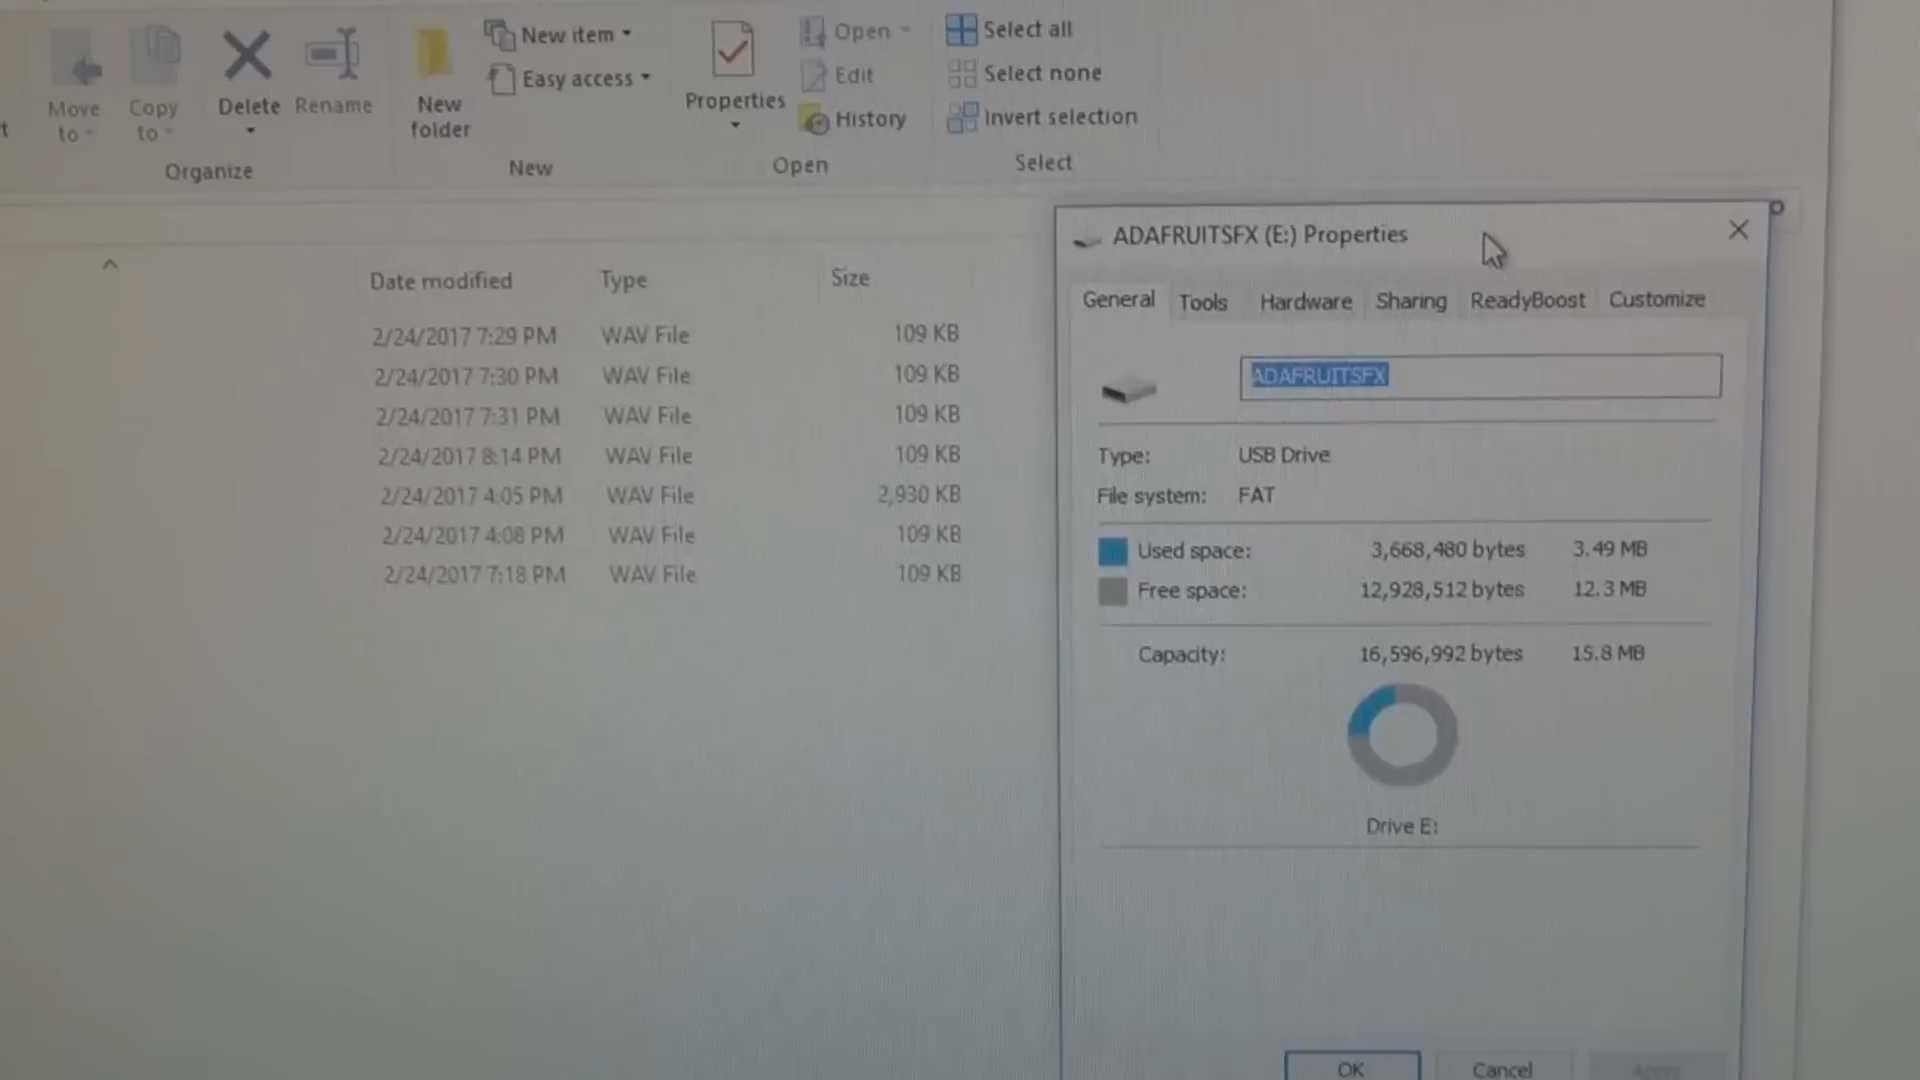 Move to
Copy to
Delete
Rename
New folder
New item
Easy access
Properties
Open
Edit
History
Select all
Select none
Invert selection
t
Organize
New
Open
Select
Date modified Type Size
2/24/2017 7:29 PM WAV File 109 KB
2/24/2017 7:30 PM WAV File 109 KB
2/24/2017 7:31 PM WAV File 109 KB
2/24/2017 8:14 PM WAV File 109 KB
2/24/2017 4:05 PM WAV File 2,930 KB
2/24/2017 4:08 PM WAV File 109 KB
2/24/2017 7:18 PM WAV File 109 KB
ADAFRUITSFX (E:) Properties
General Tools Hardware Sharing ReadyBoost Customize
ADAFRUITSFX
Type: USB Drive
File system: FAT
Used space: 3,668,480 bytes 3.49 MB
Free space: 12,928,512 bytes 12.3 MB
Capacity: 16,596,992 bytes 15.8 MB
Drive E:
OK Cancel Apply